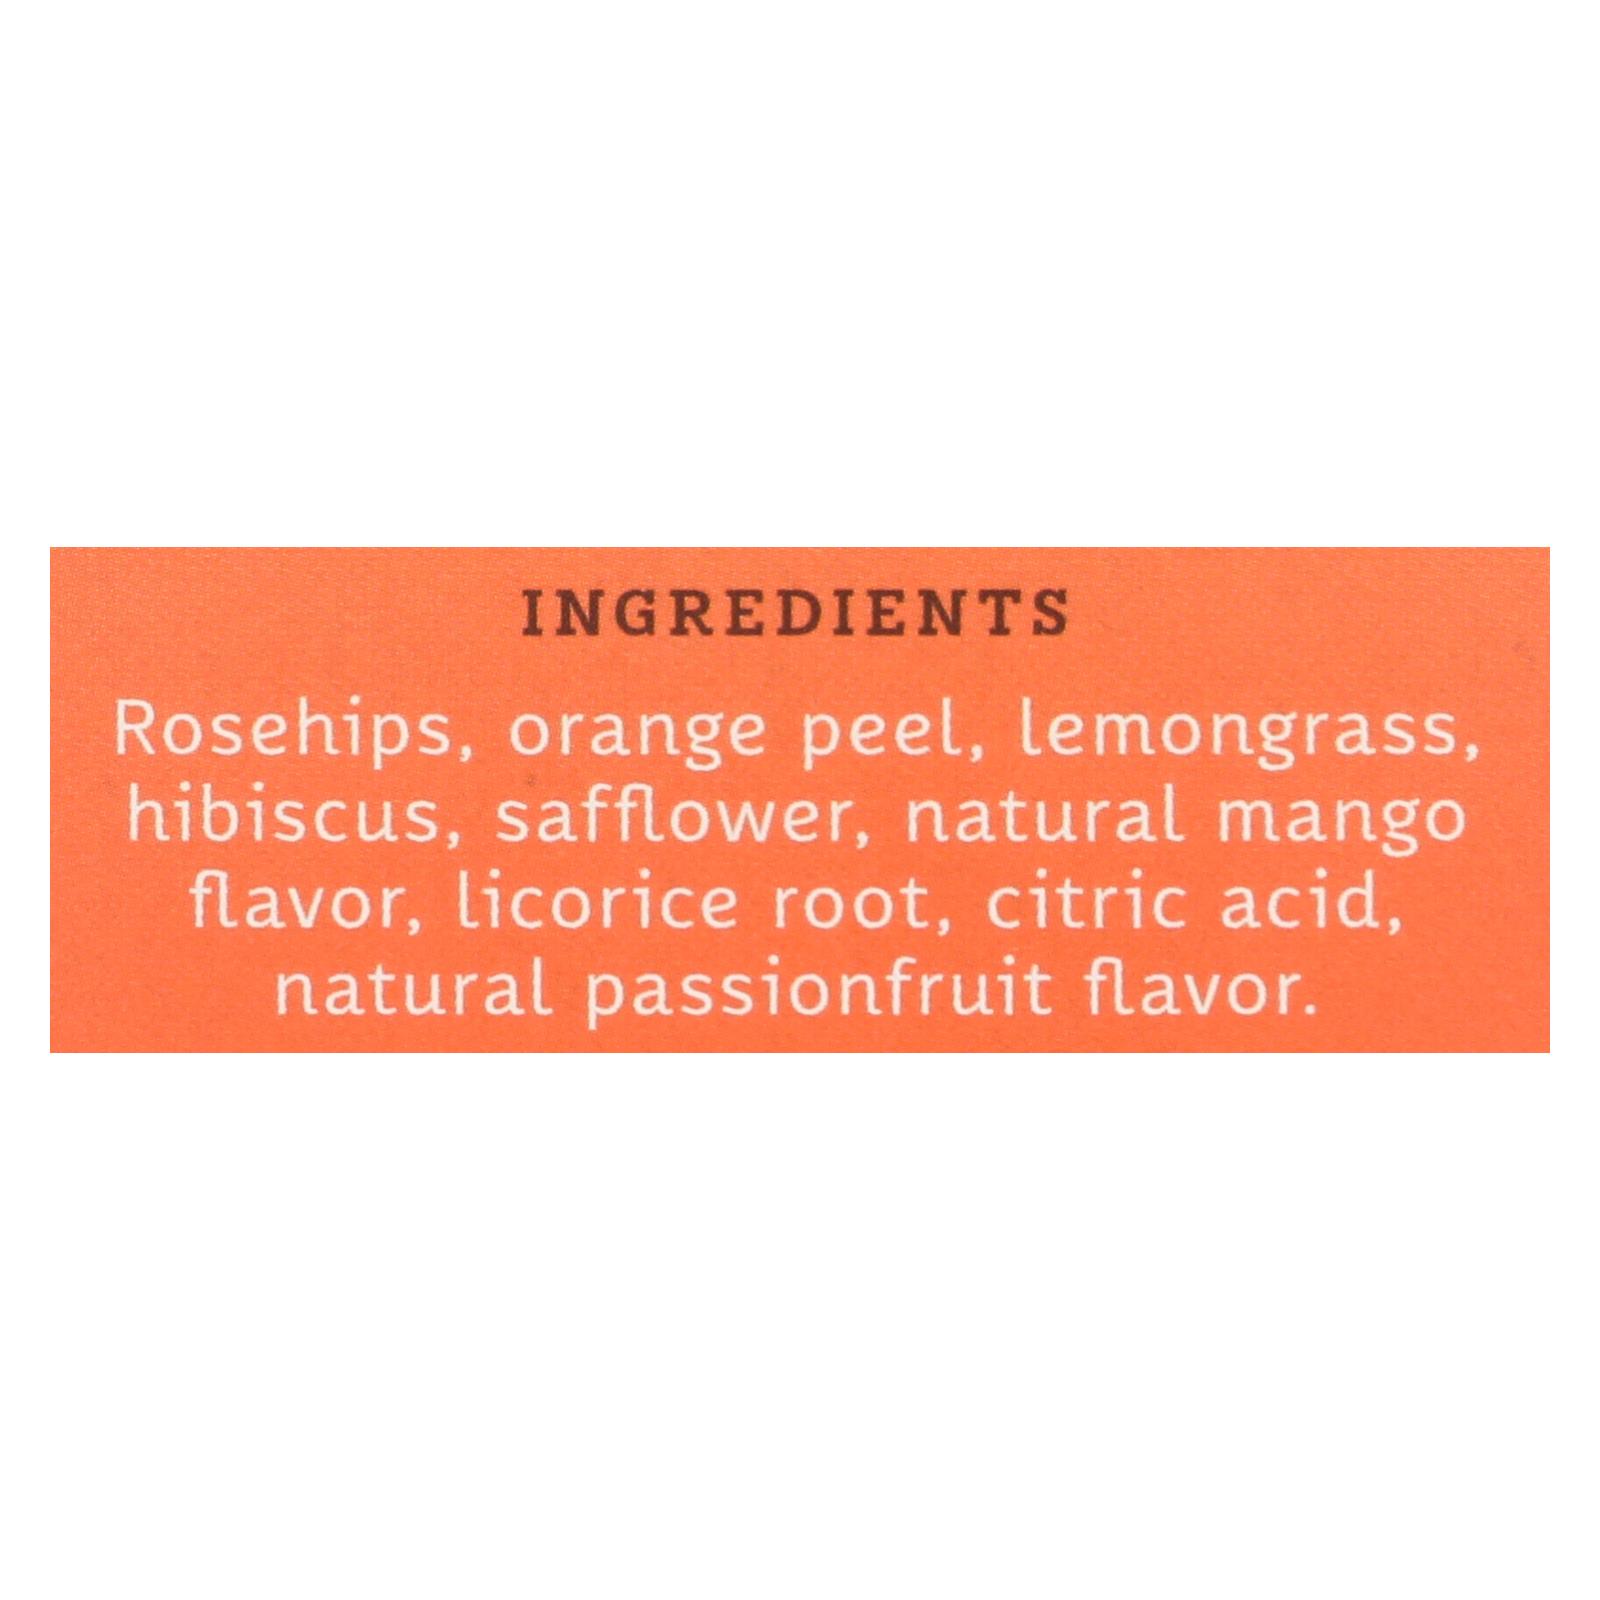 INGREDIENTS
Rosehips, orange peel, lemongrass,
hibiscus, safflower, natural mango
flavor, licorice root, citric acid,
natural passionfruit flavor.